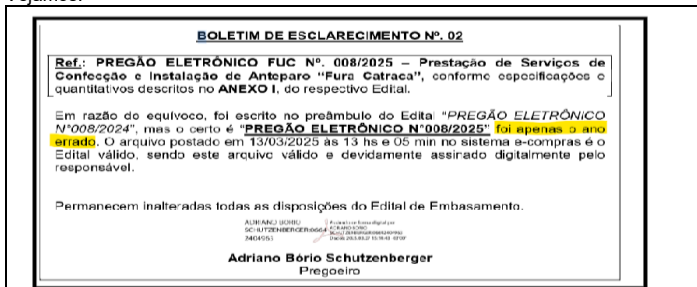 Vejamos:
BOLETIM DE ESCLARECIMENTO Nº. 02
Ref.: PREGÃO ELETRÔNICO FUC Nº. 008/2025 – Prestação de Serviços de
Confecção e Instalação de Anteparo "Fura Catraca", conforme especificações e
quantitativos descritos no ANEXO I, do respectivo Edital.
Em razão do equívoco, foi escrito no preâmbulo do Edital "PREGÃO ELETRÔNICO
N°008/2024", mas o certo é "PREGÃO ELETRÔNICO N°008/2025" foi apenas o ano
errado. O arquivo postado em 13/03/2025 às 13 hs e 05 min no sistema e-compras é o
Edital válido, sendo este arquivo válido e devidamente assinado digitalmente pelo
responsável.
Permanecem inalteradas todas as disposições do Edital de Embasamento.
ADRIANO BORIO
Adriano Bório Schutzenberger
Pregoeiro